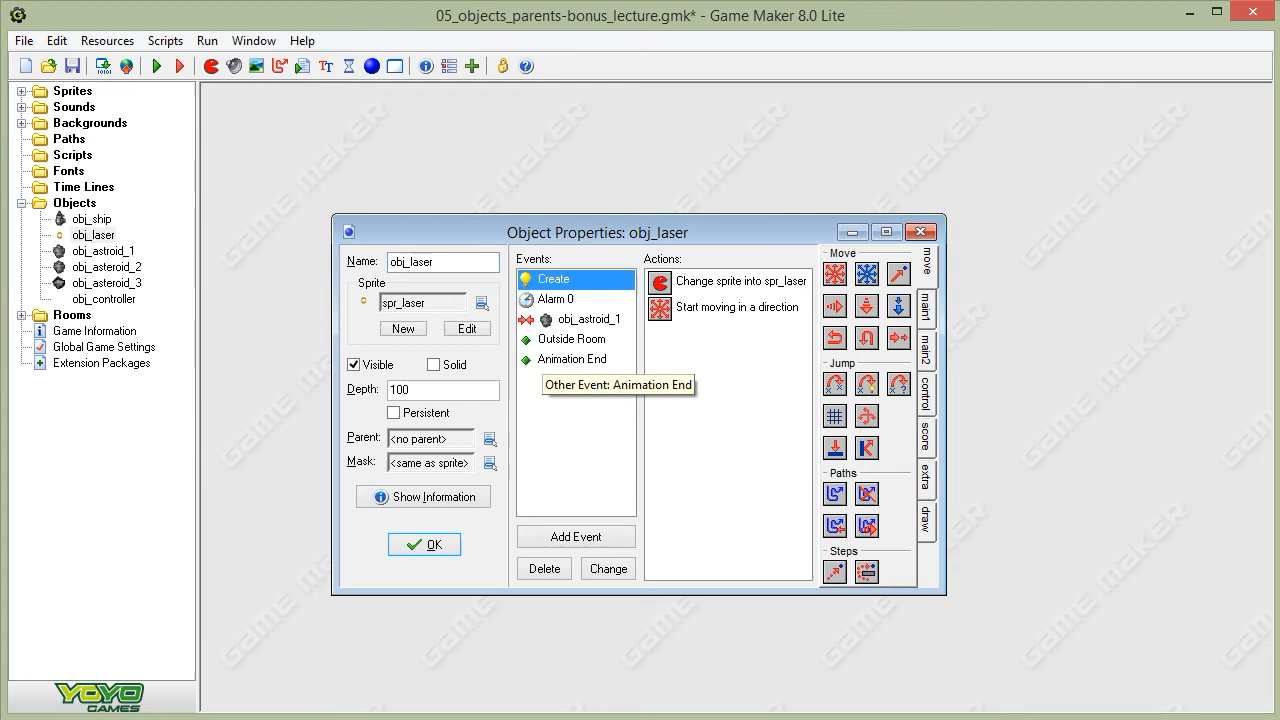 05_objects_parents-bonus_lecture.gmk* - Game Maker 8.0 Lite
File Edit Resources Scripts Run Window Help
Sprites
Sounds
Backgrounds
Paths
Scripts
Fonts
Time Lines
Objects
obj_ship
obj_laser
obj_astroid_1
obj_asteroid_2
obj_asteroid_3
obj_controller
Rooms
Game Information
Global Game Settings
Extension Packages
YOYO
GAMES
Object Properties: obj_laser
Name: obj_laser
Sprite
spr_laser
New Edit
Visible Solid
Depth: 100
Persistent
Parent: <no parent>
Mask: <same as sprite>
Show Information
OK
Events:
Create
Alarm 0
obj_astroid_1
Outside Room
Animation End
Other Event: Animation End
Add Event
Delete Change
Actions:
Change sprite into spr_laser
Start moving in a direction
Move
Jump
Paths
Steps
move
main1
main2
control
score
extra
draw
GAME MAKER